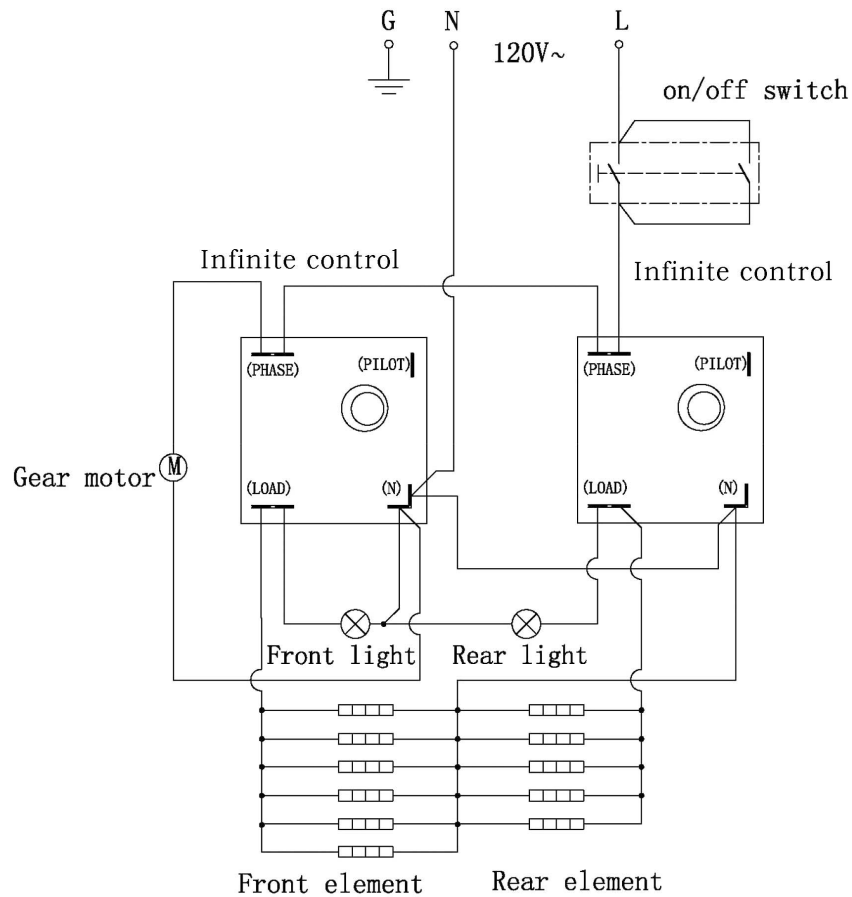 G
N
120V~
L
on/off switch
Infinite control
Infinite control
(PHASE)
(PILOT)
(PHASE)
(PILOT)
Gear motor
M
(LOAD)
(N)
(LOAD)
(N)
Front light
Rear light
Front element
Rear element